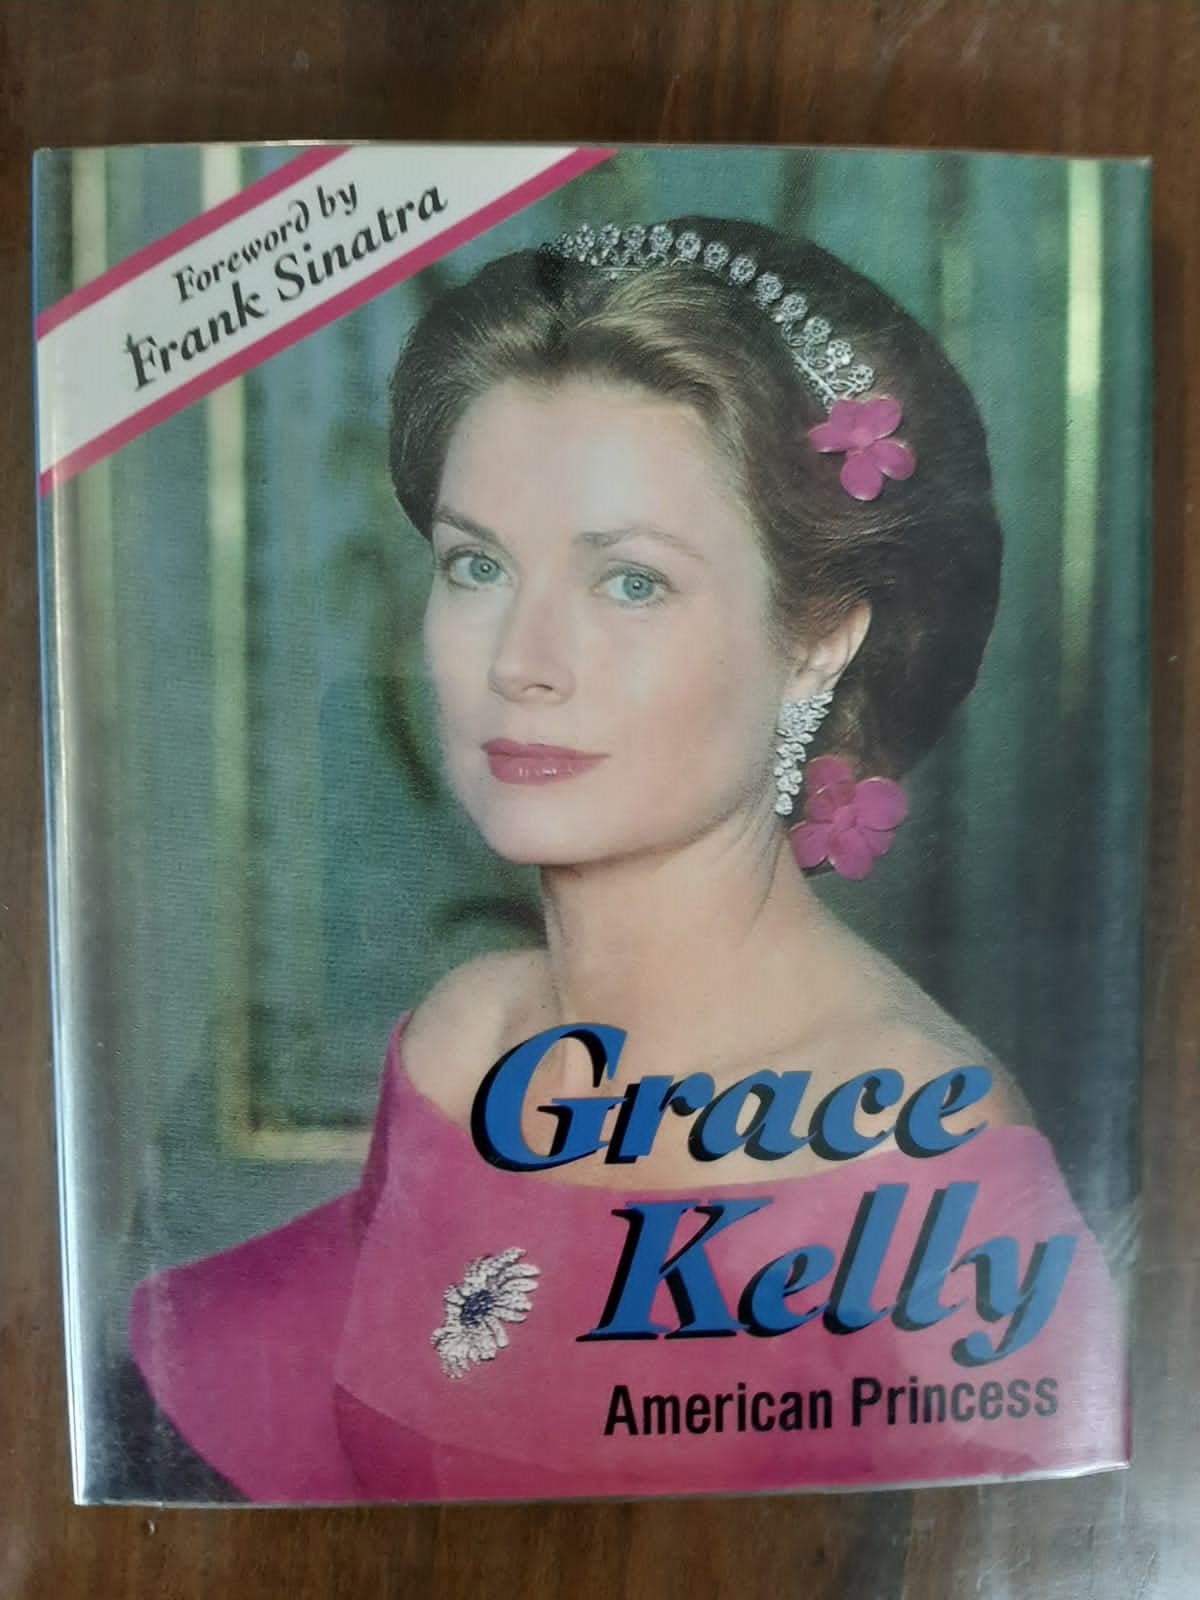 Foreword by
Frank Sinatra
Grace
Kelly
American Princess